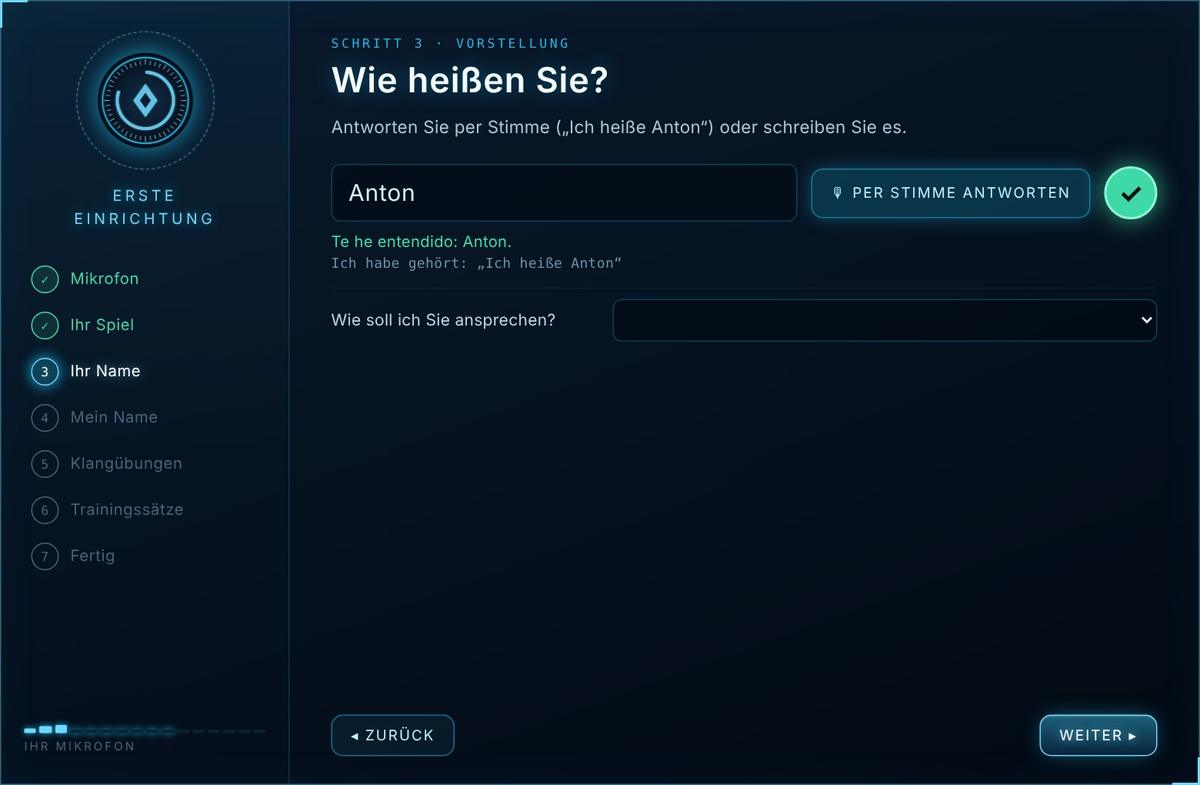 ERSTE
EINRICHTUNG
✓ Mikrofon
✓ Ihr Spiel
3 Ihr Name
4 Mein Name
5 Klangübungen
6 Trainingssätze
7 Fertig
IHR MIKROFON
SCHRITT 3 · VORSTELLUNG
Wie heißen Sie?
Antworten Sie per Stimme („Ich heiße Anton“) oder schreiben Sie es.
Anton
🎙 PER STIMME ANTWORTEN
✓
Te he entendido: Anton.
Ich habe gehört: „Ich heiße Anton“
Wie soll ich Sie ansprechen?
◂ ZURÜCK
WEITER ▸